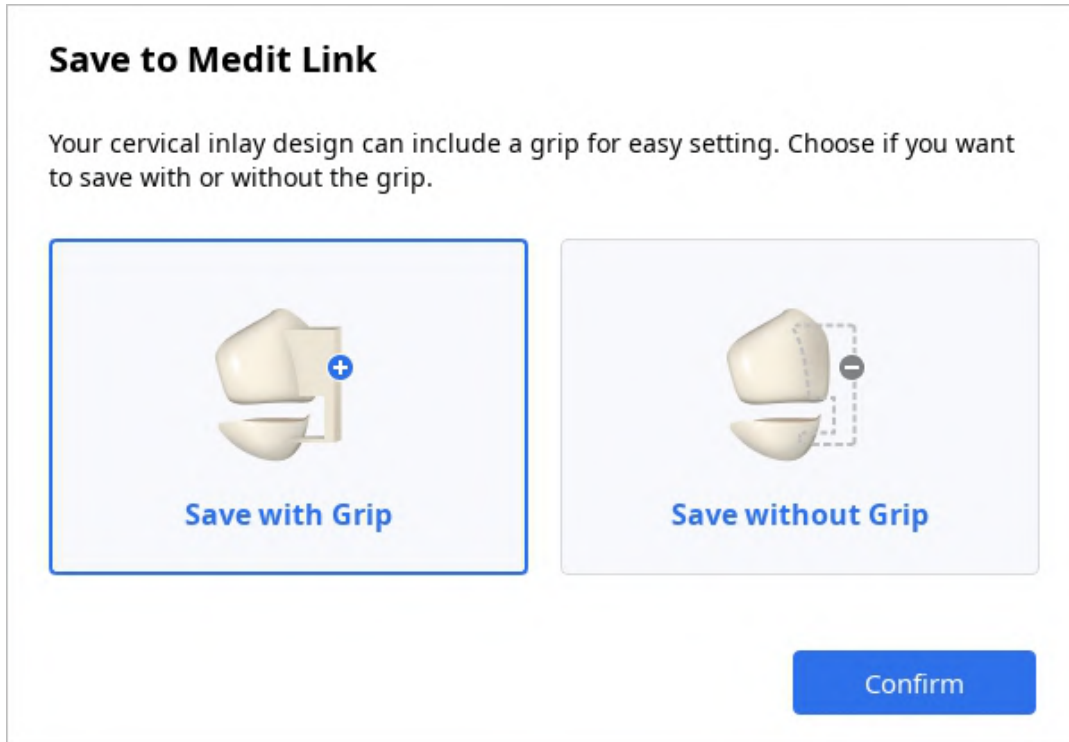 Save to Medit Link
Your cervical inlay design can include a grip for easy setting. Choose if you want
to save with or without the grip.
Save with Grip
Save without Grip
Confirm